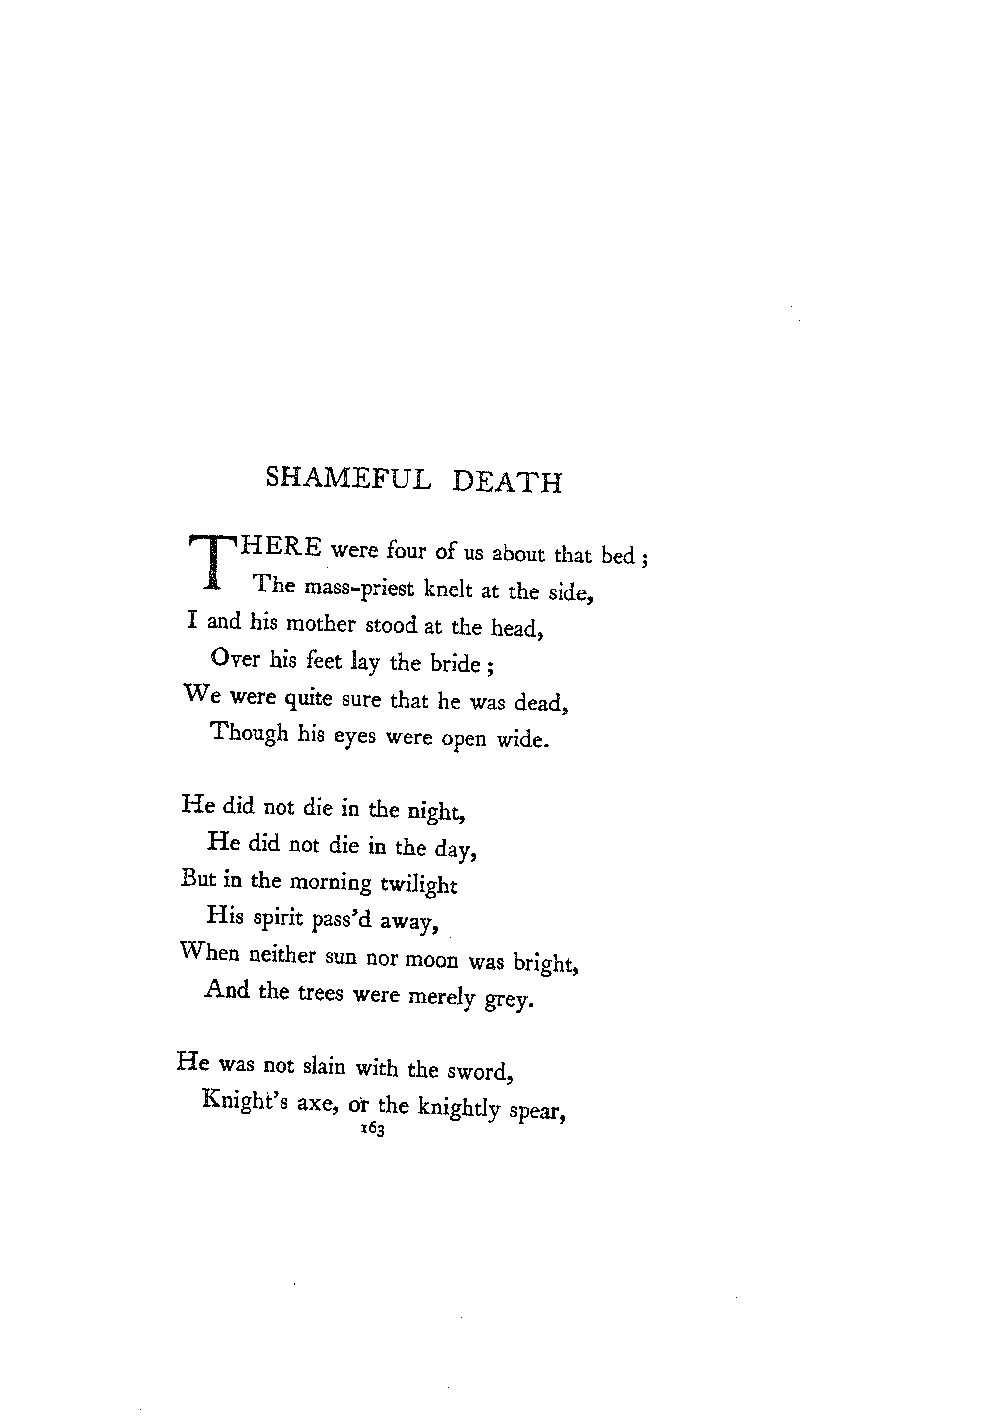 SHAMEFUL DEATH
THERE were four of us about that bed ;
The mass-priest knelt at the side,
I and his mother stood at the head,
Over his feet lay the bride ;
We were quite sure that he was dead,
Though his eyes were open wide.
He did not die in the night,
He did not die in the day,
But in the morning twilight
His spirit pass'd away,
When neither sun nor moon was bright,
And the trees were merely grey.
He was not slain with the sword,
Knight's axe, or the knightly spear,
163